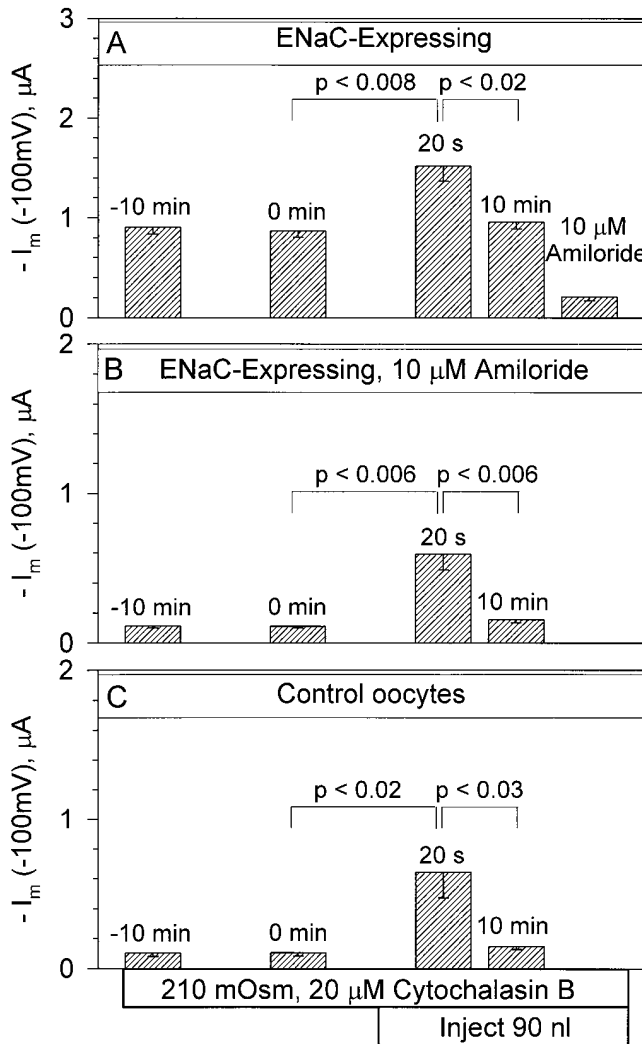 A
ENaC-Expressing
3
2
1
0
- Im (-100mV), μA
p < 0.008
p < 0.02
20 s
-10 min
0 min
10 min
10 μM
Amiloride
B
ENaC-Expressing, 10 μM Amiloride
2
1
0
- Im (-100mV), μA
p < 0.006
p < 0.006
20 s
-10 min
0 min
10 min
C
Control oocytes
2
1
0
- Im (-100mV), μA
p < 0.02
p < 0.03
20 s
-10 min
0 min
10 min
210 mOsm, 20 μM Cytochalasin B
Inject 90 nl